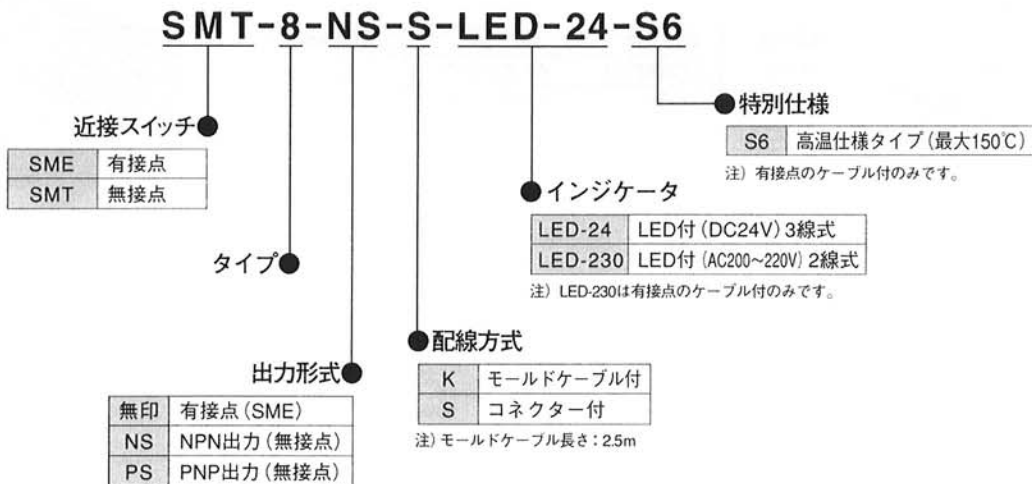 SMT-8-NS-S-LED-24-S6
近接スイッチ
SME 有接点
SMT 無接点
タイプ
出力形式
無印 有接点(SME)
NS NPN出力(無接点)
PS PNP出力(無接点)
配線方式
K モールドケーブル付
S コネクター付
注)モールドケーブル長さ:2.5m
インジケータ
LED-24 LED付(DC24V)3線式
LED-230 LED付(AC200~220V)2線式
注)LED-230は有接点のケーブル付のみです。
特別仕様
S6 高温仕様タイプ(最大150℃)
注)有接点のケーブル付のみです。